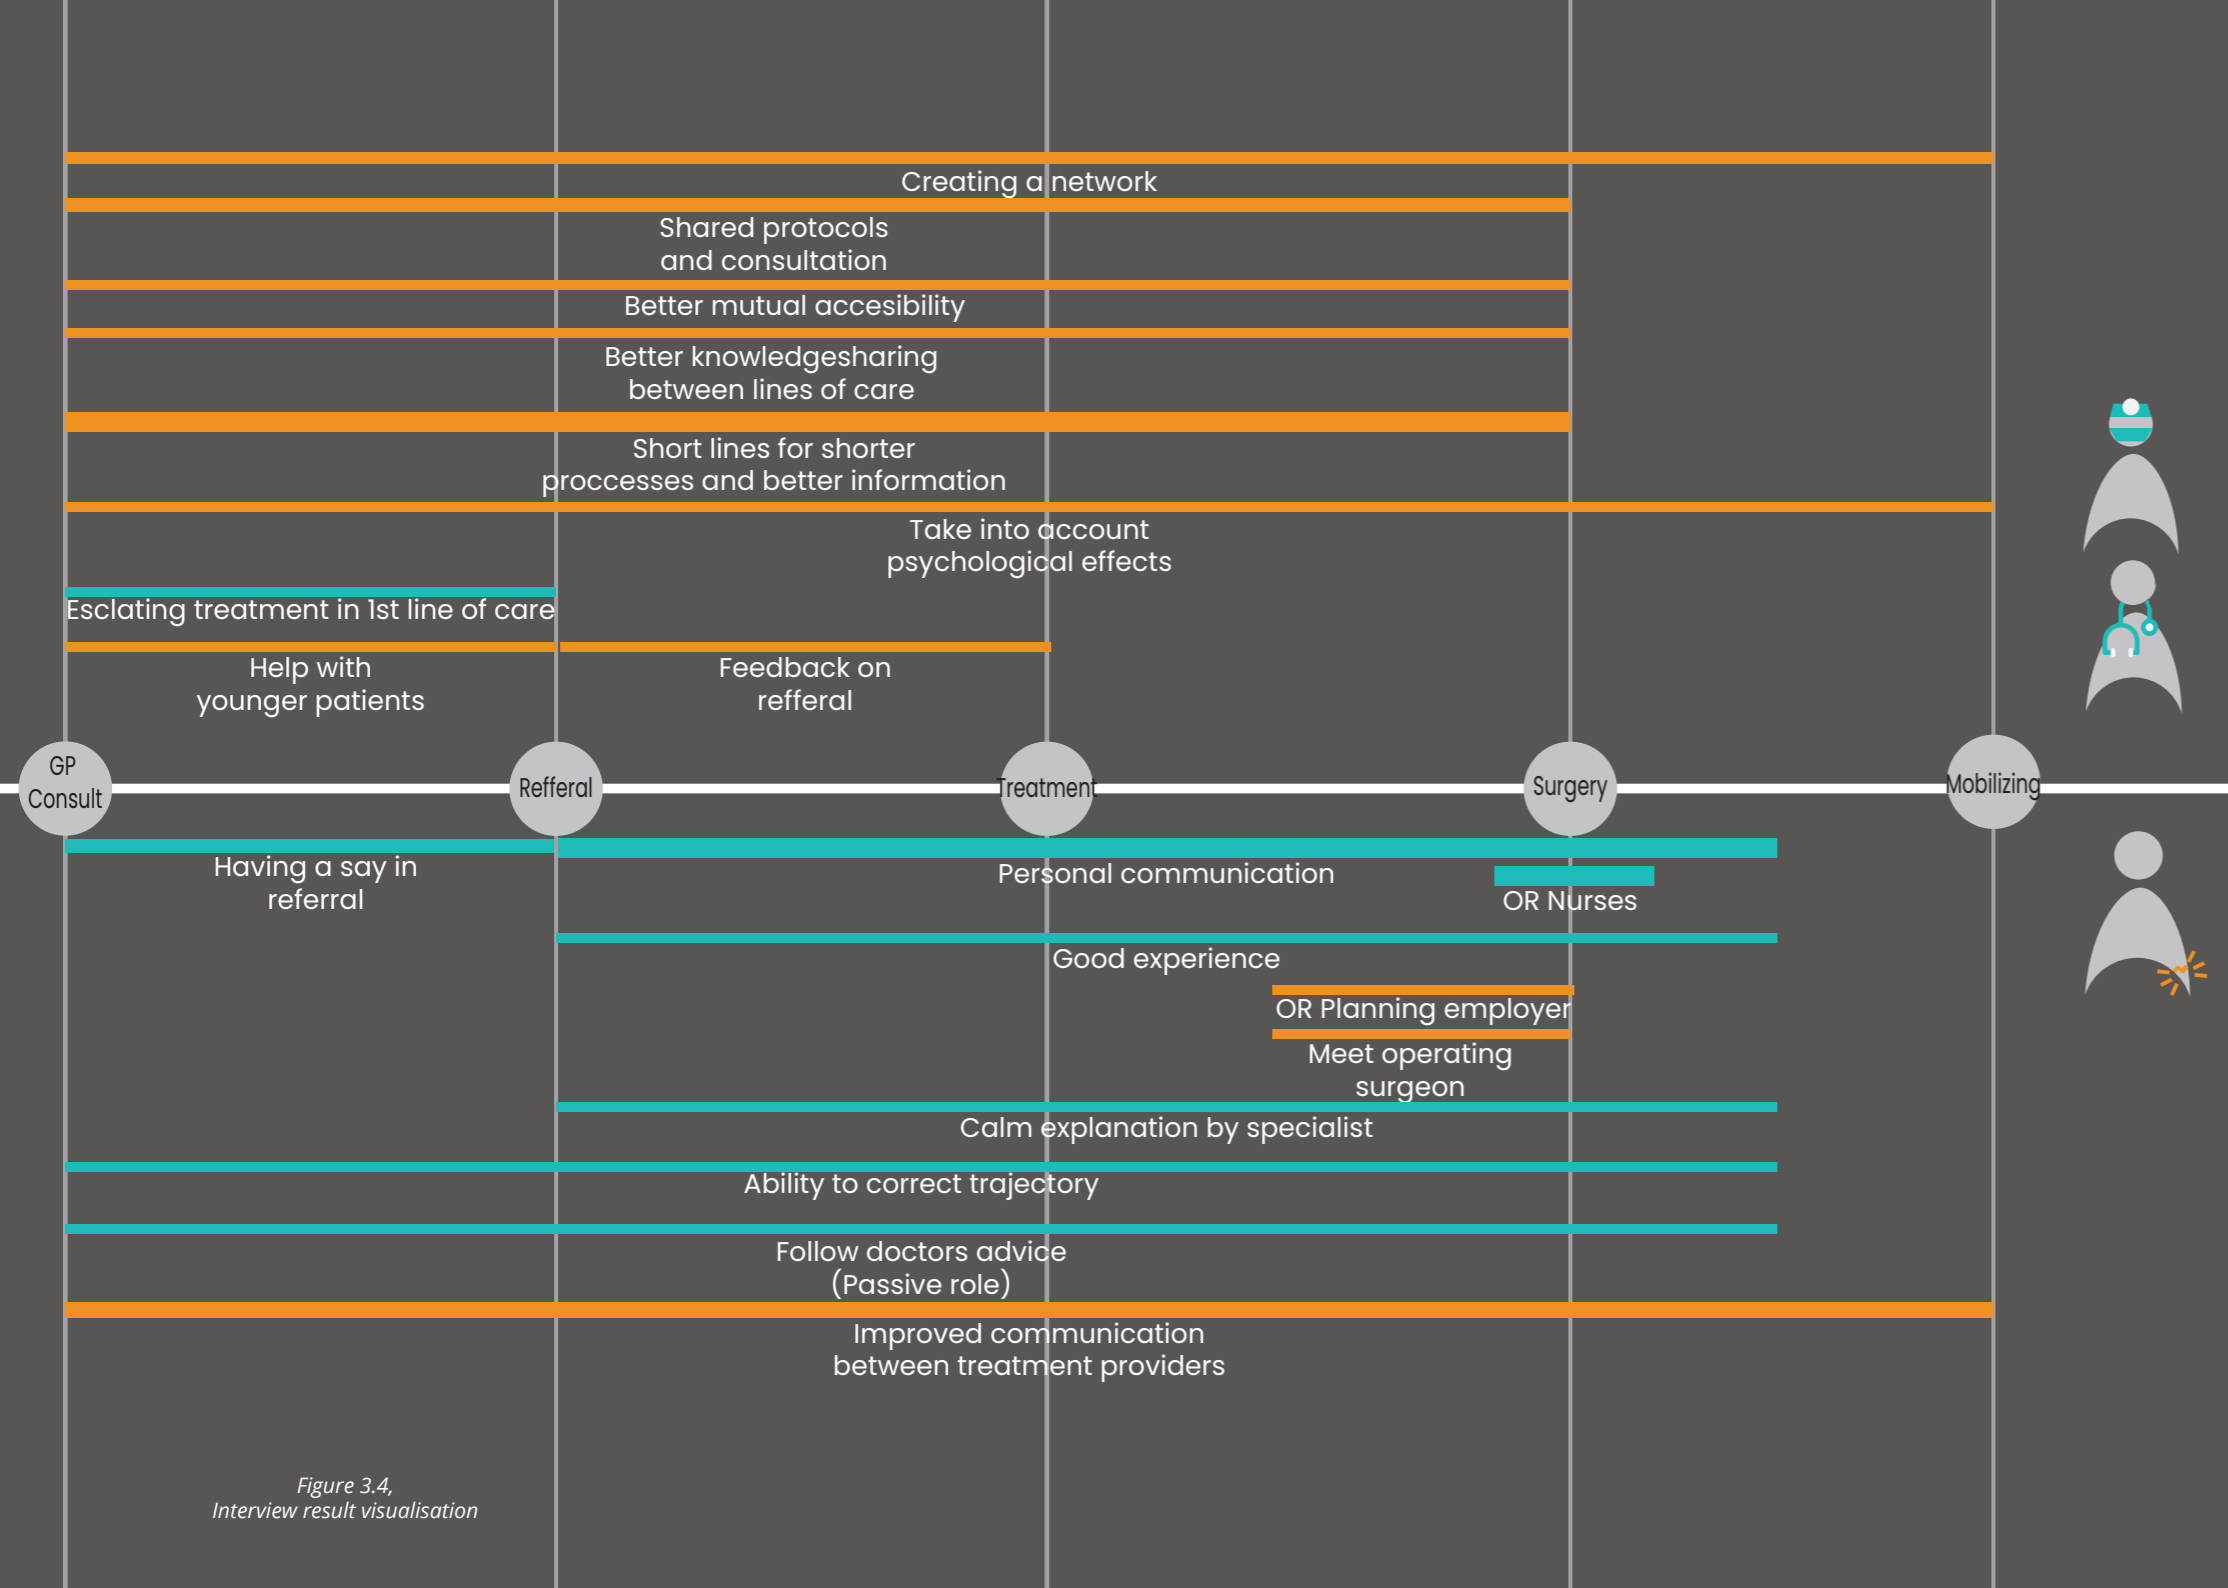 Creating a network
Shared protocols
and consultation
Better mutual accesibility
Better knowledgesharing
between lines of care
Short lines for shorter
proccesses and better information
Take into account
psychological effects
Esclating treatment in 1st line of care
Help with
younger patients
Feedback on
refferal
GP
Consult
Refferal
Treatment
Surgery
Mobilizing
Having a say in
referral
Personal communication
OR Nurses
Good experience
OR Planning employer
Meet operating
surgeon
Calm explanation by specialist
Ability to correct trajectory
Follow doctors advice
(Passive role)
Improved communication
between treatment providers
Figure 3.4,
Interview result visualisation